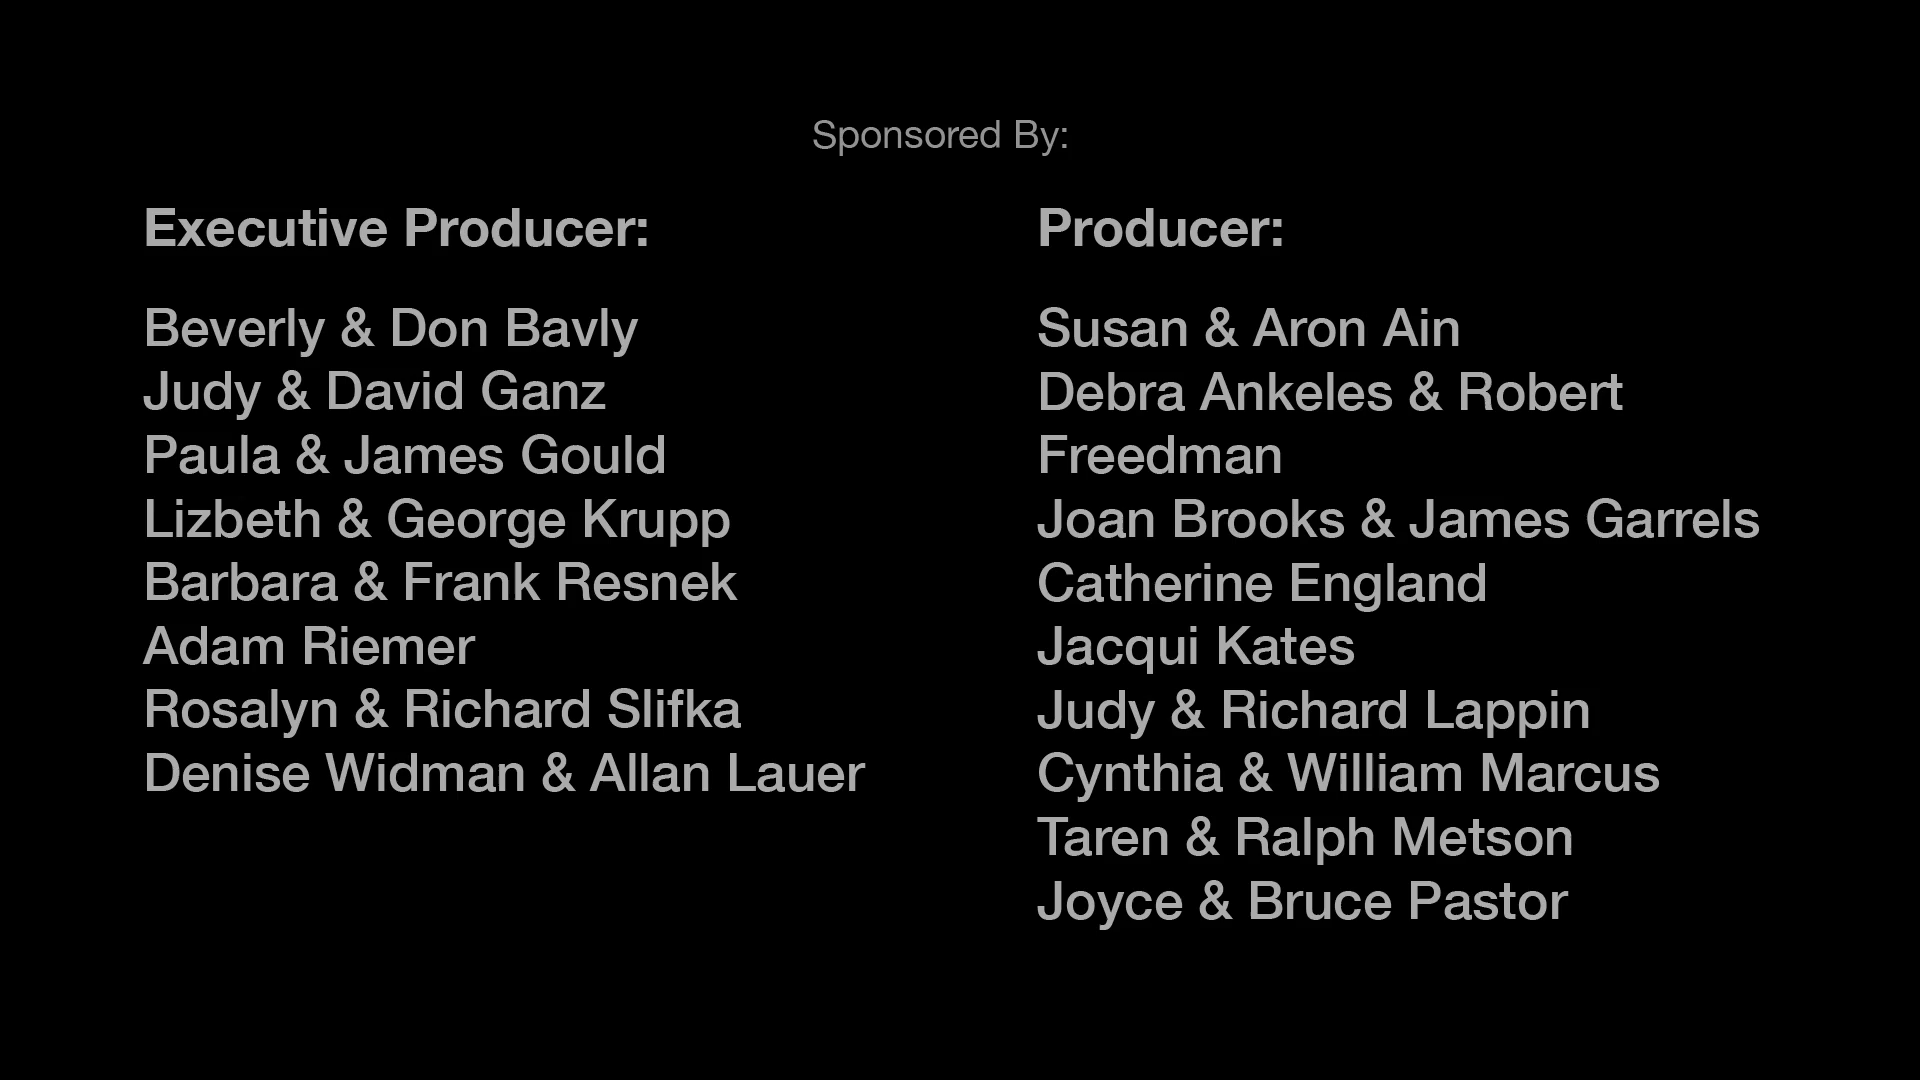 Sponsored By:
Executive Producer:
Beverly & Don Bavly
Judy & David Ganz
Paula & James Gould
Lizbeth & George Krupp
Barbara & Frank Resnek
Adam Riemer
Rosalyn & Richard Slifka
Denise Widman & Allan Lauer
Producer:
Susan & Aron Ain
Debra Ankeles & Robert
Freedman
Joan Brooks & James Garrels
Catherine England
Jacqui Kates
Judy & Richard Lappin
Cynthia & William Marcus
Taren & Ralph Metson
Joyce & Bruce Pastor